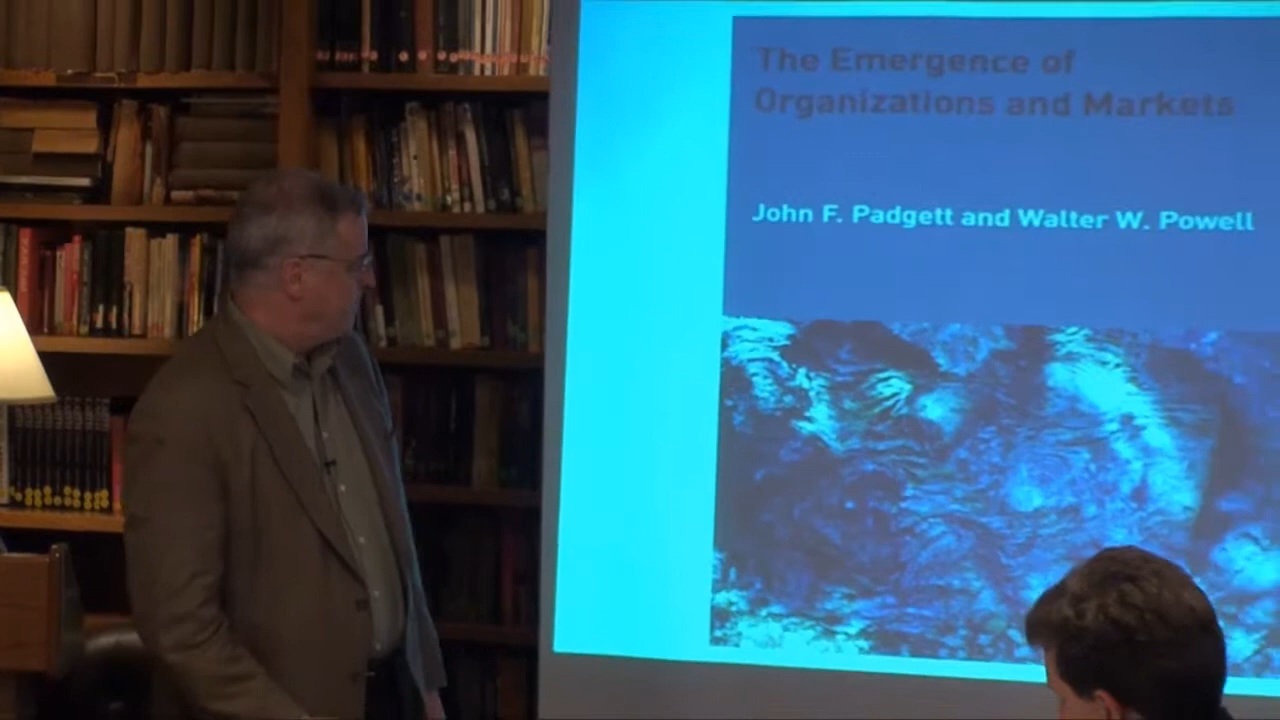 The Emergence of
Organizations and Markets
John F. Padgett and Walter W. Powell